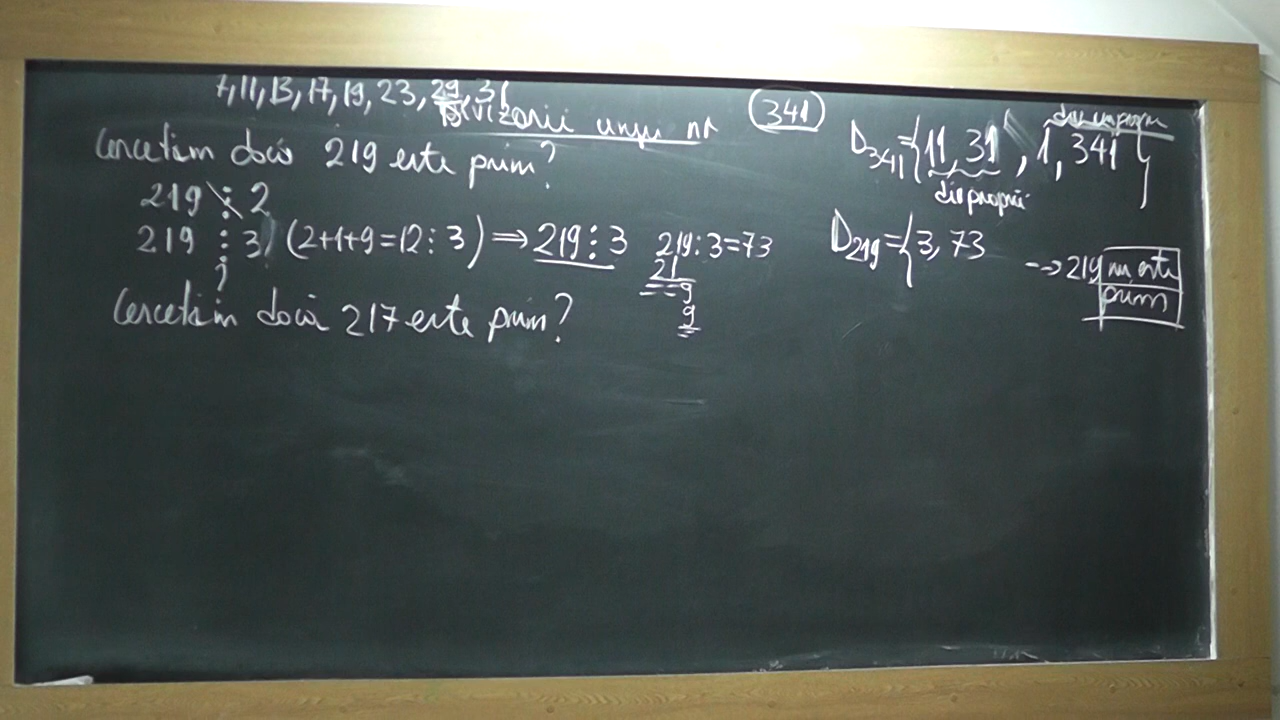 7, 11, 13, 17, 19, 23, 29, 31
Divizorii unui nr
341
Cercetăm dacă 219 este prim?
219 ⋮̸ 2
219 ⋮ 3, (2+1+9=12⋮3) ⇒ 219⋮3
?
219:3=73
21
9
9
Cercetăm dacă 217 este prim?
D341={11, 31, 1, 341}
div improprii
div proprii
D219={3, 73
→ 219 nu este
prim